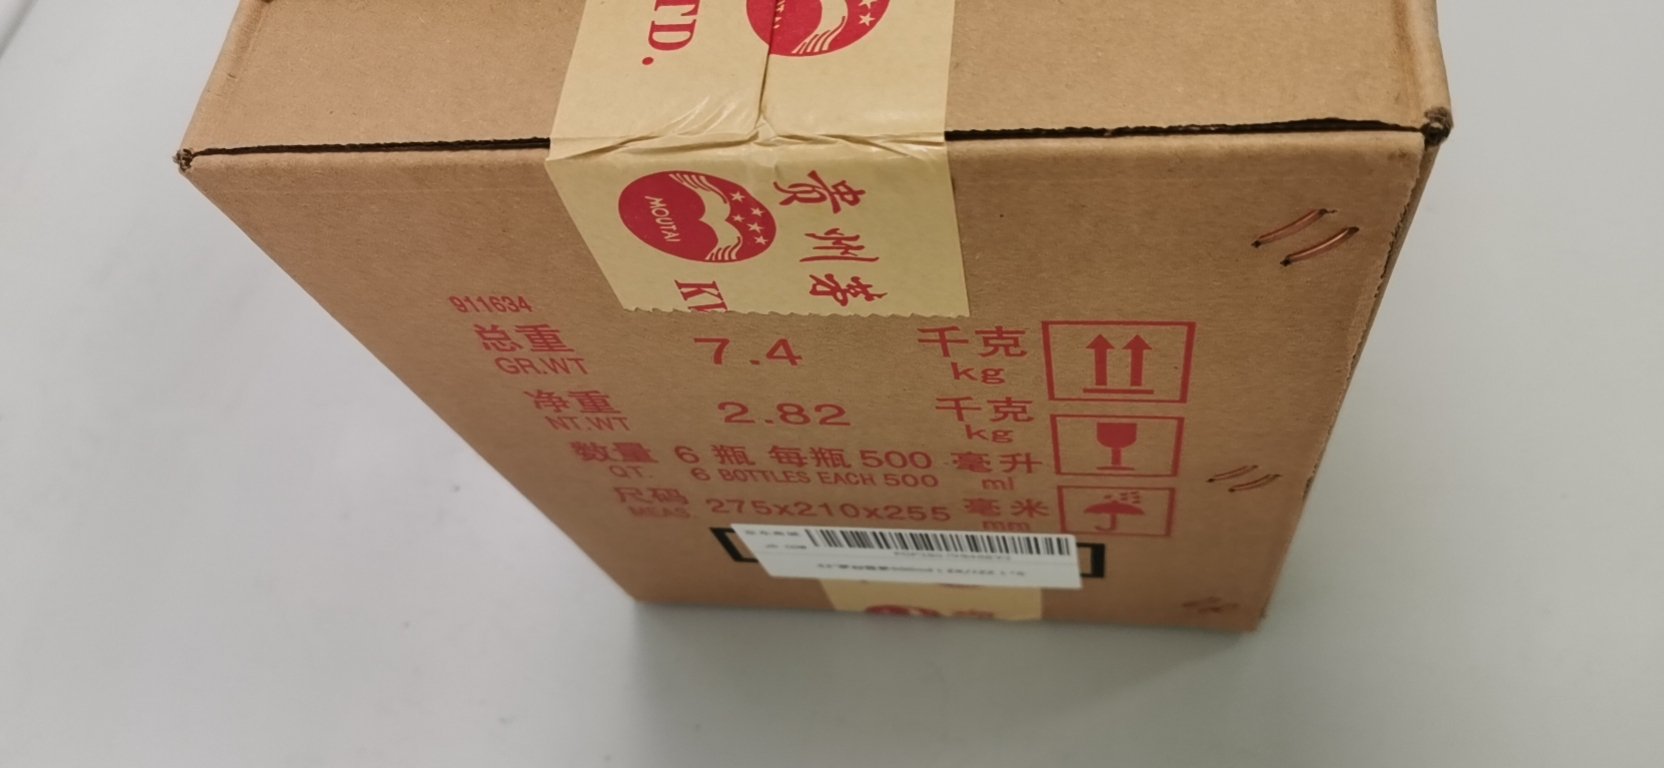 TD.
MOUTAI
贵州茅
KW
911634
总重 7.4 千克
GR.WT kg
净重 2.82 千克
NT.WT kg
数量 6 瓶 每瓶 500 毫升
QT. 6 BOTTLES EACH 500 ml
尺码 275x210x255 毫米
MEAS mm